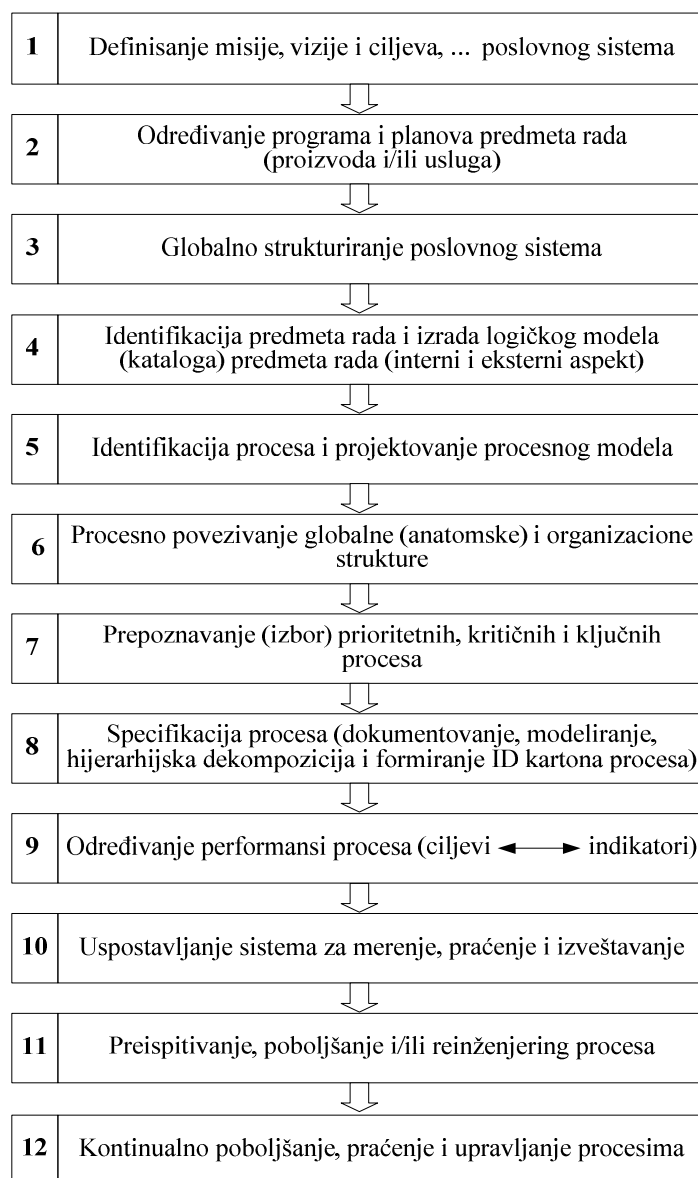 1 Definisanje misije, vizije i ciljeva, ... poslovnog sistema
2 Određivanje programa i planova predmeta rada
(proizvoda i/ili usluga)
3 Globalno strukturiranje poslovnog sistema
4 Identifikacija predmeta rada i izrada logičkog modela
(kataloga) predmeta rada (interni i eksterni aspekt)
5 Identifikacija procesa i projektovanje procesnog modela
6 Procesno povezivanje globalne (anatomske) i organizacione
strukture
7 Prepoznavanje (izbor) prioritetnih, kritičnih i ključnih
procesa
8 Specifikacija procesa (dokumentovanje, modeliranje,
hijerarhijska dekompozicija i formiranje ID kartona procesa)
9 Određivanje performansi procesa (ciljevi ◄──► indikatori)
10 Uspostavljanje sistema za merenje, praćenje i izveštavanje
11 Preispitivanje, poboljšanje i/ili reinženjering procesa
12 Kontinualno poboljšanje, praćenje i upravljanje procesima